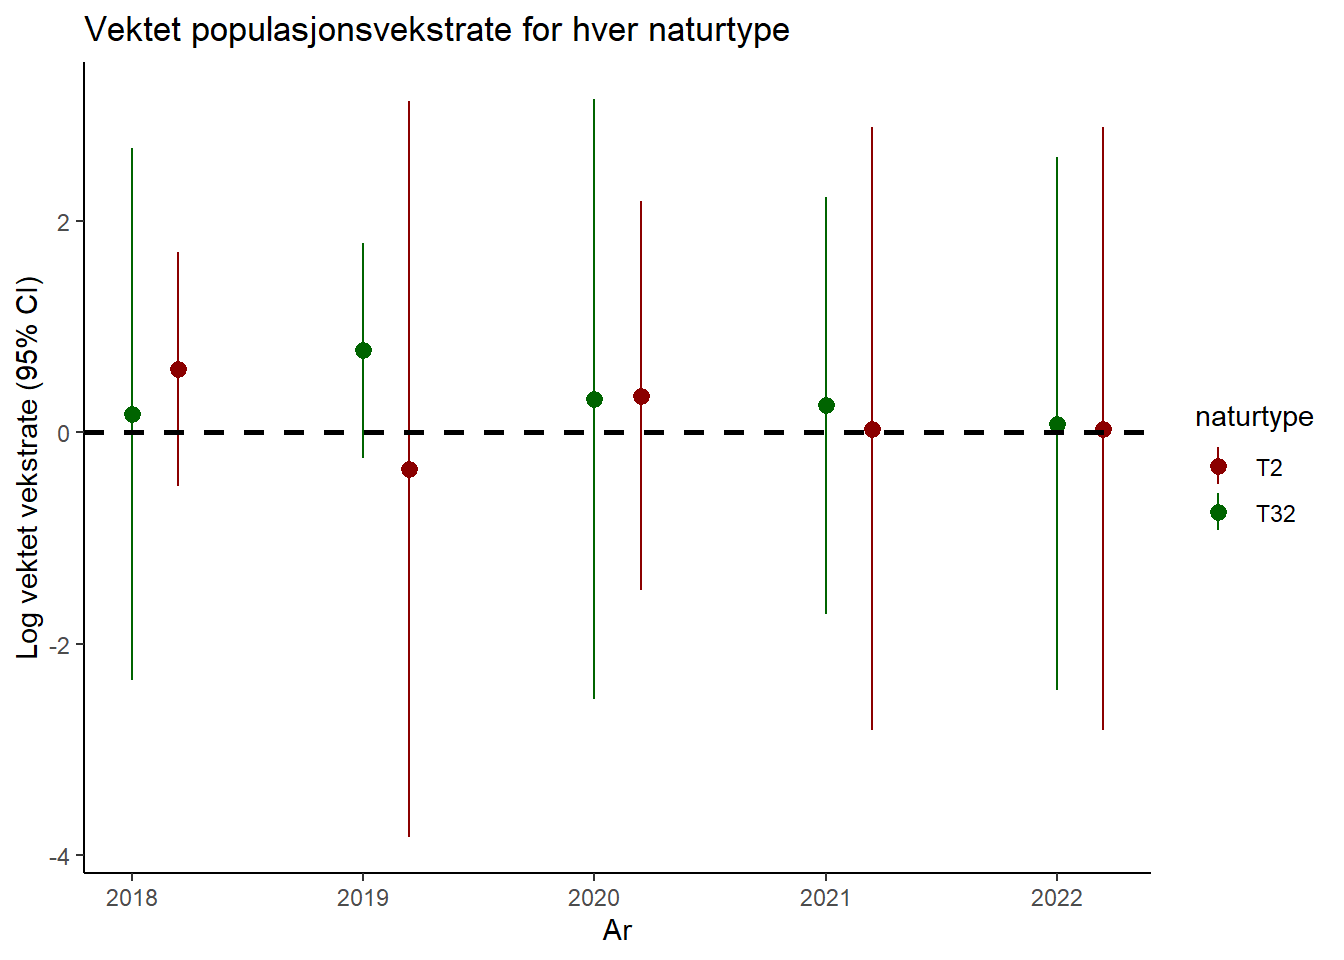 Vektet populasjonsvekstrate for hver naturtype
Log vektet vekstrate (95% CI)
2
0
-2
-4
2018 2019 2020 2021 2022
Ar
naturtype
T2
T32